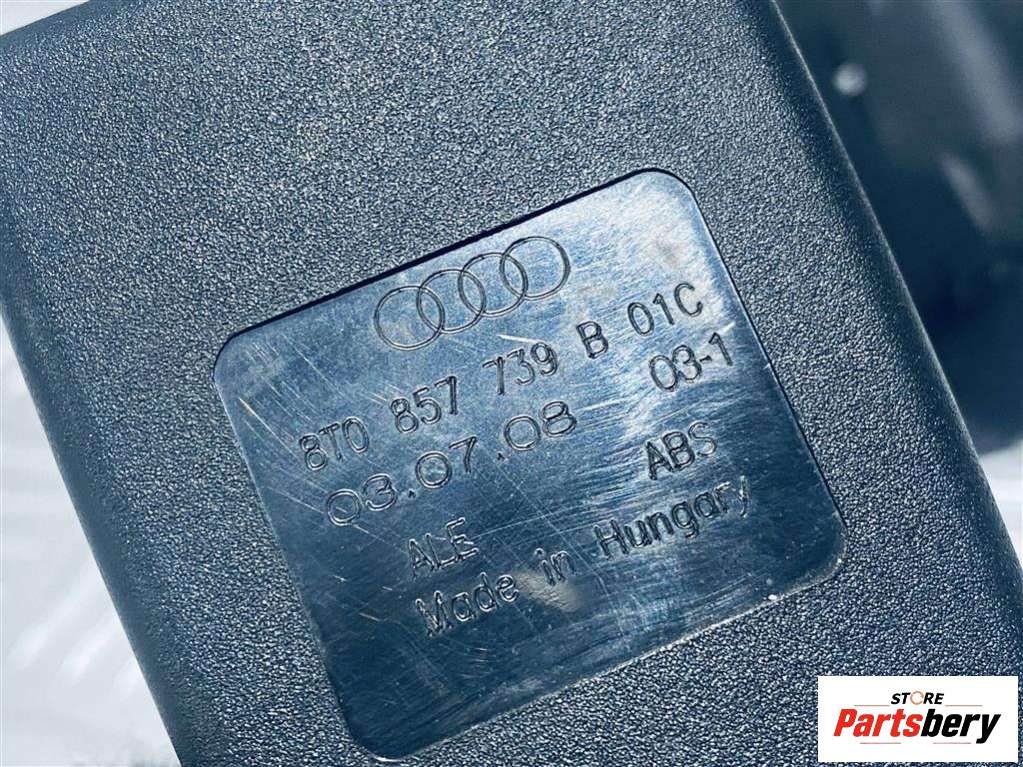 8T0 857 739 B 01C
03.07.08 03-1
ALE ABS
Made in Hungary
STORE
Partsbery